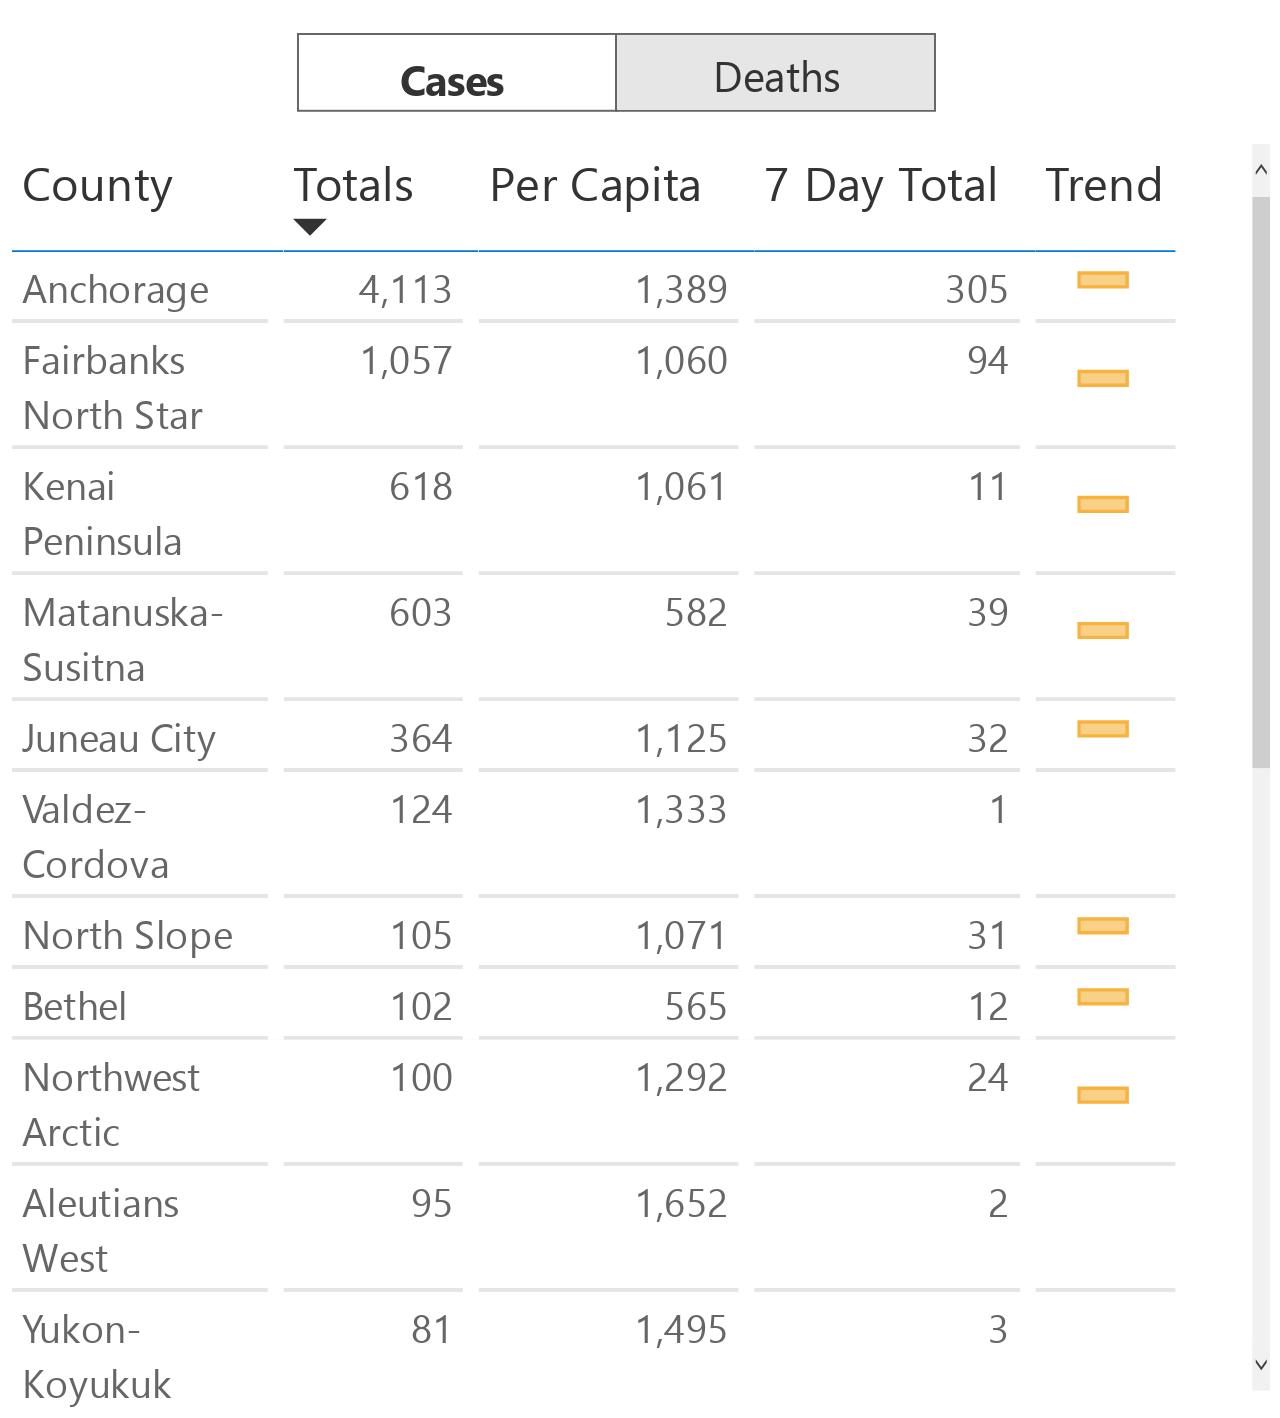 Cases Deaths
County Totals Per Capita 7 Day Total Trend
Anchorage 4,113 1,389 305
Fairbanks 1,057 1,060 94
North Star
Kenai 618 1,061 11
Peninsula
Matanuska- 603 582 39
Susitna
Juneau City 364 1,125 32
Valdez- 124 1,333 1
Cordova
North Slope 105 1,071 31
Bethel 102 565 12
Northwest 100 1,292 24
Arctic
Aleutians 95 1,652 2
West
Yukon- 81 1,495 3
Koyukuk